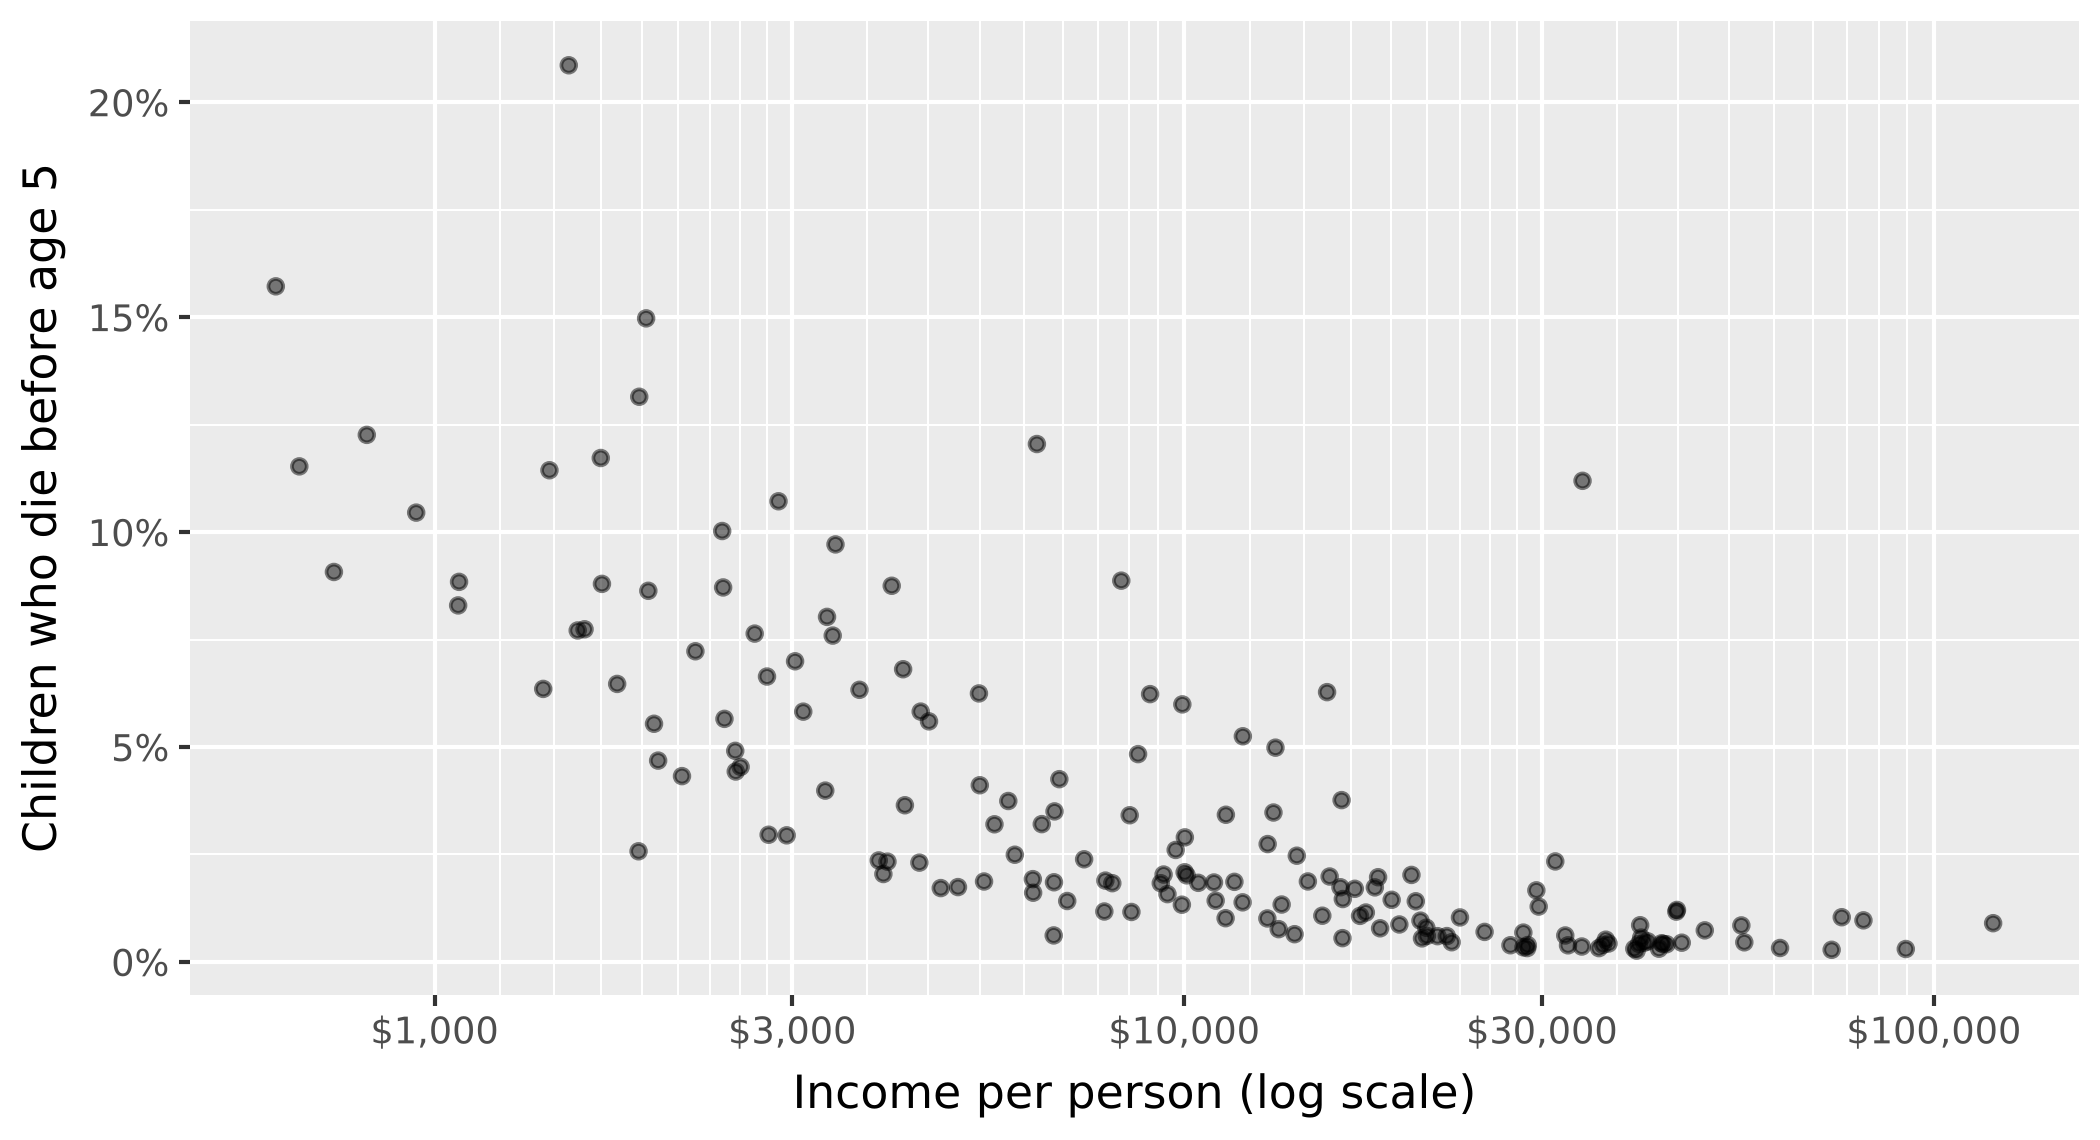 Children who die before age 5
20%
15%
10%
5%
0%
$1,000 $3,000 $10,000 $30,000 $100,000
Income per person (log scale)